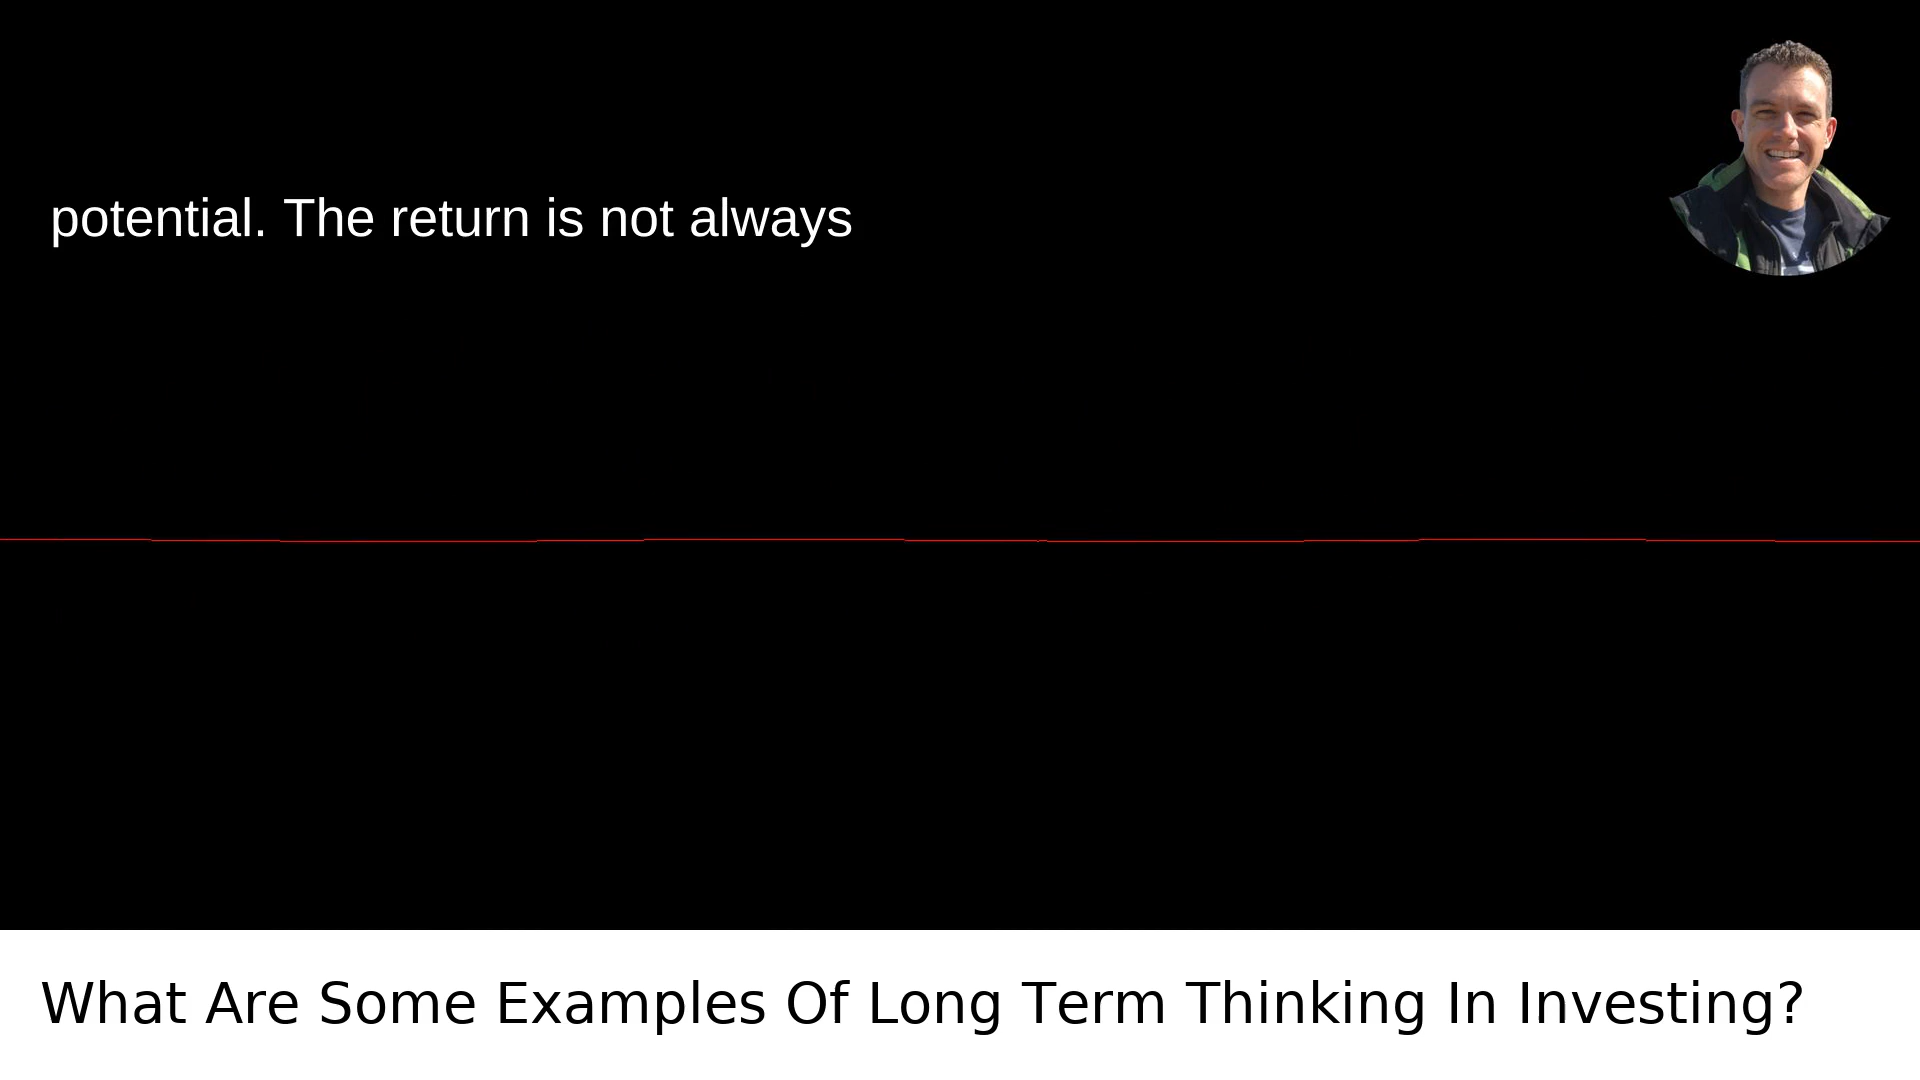 potential. The return is not always
What Are Some Examples Of Long Term Thinking In Investing?